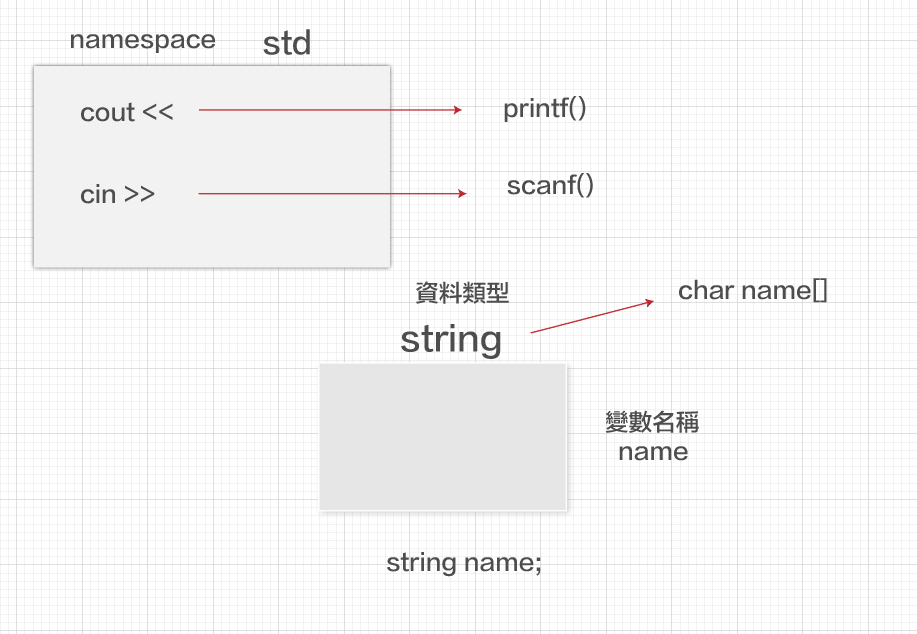 namespace std
cout <<
printf()
cin >>
scanf()
資料類型
string
char name[]
變數名稱
name
string name;